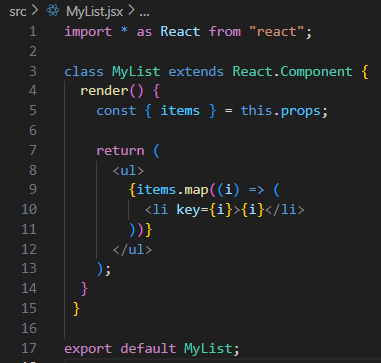 src > MyList.jsx > ...
1 import * as React from "react";
2
3 class MyList extends React.Component {
4   render() {
5     const { items } = this.props;
6
7     return (
8       <ul>
9         {items.map((i) => (
10           <li key={i}>{i}</li>
11         ))}
12       </ul>
13     );
14   }
15  }
16
17 export default MyList;